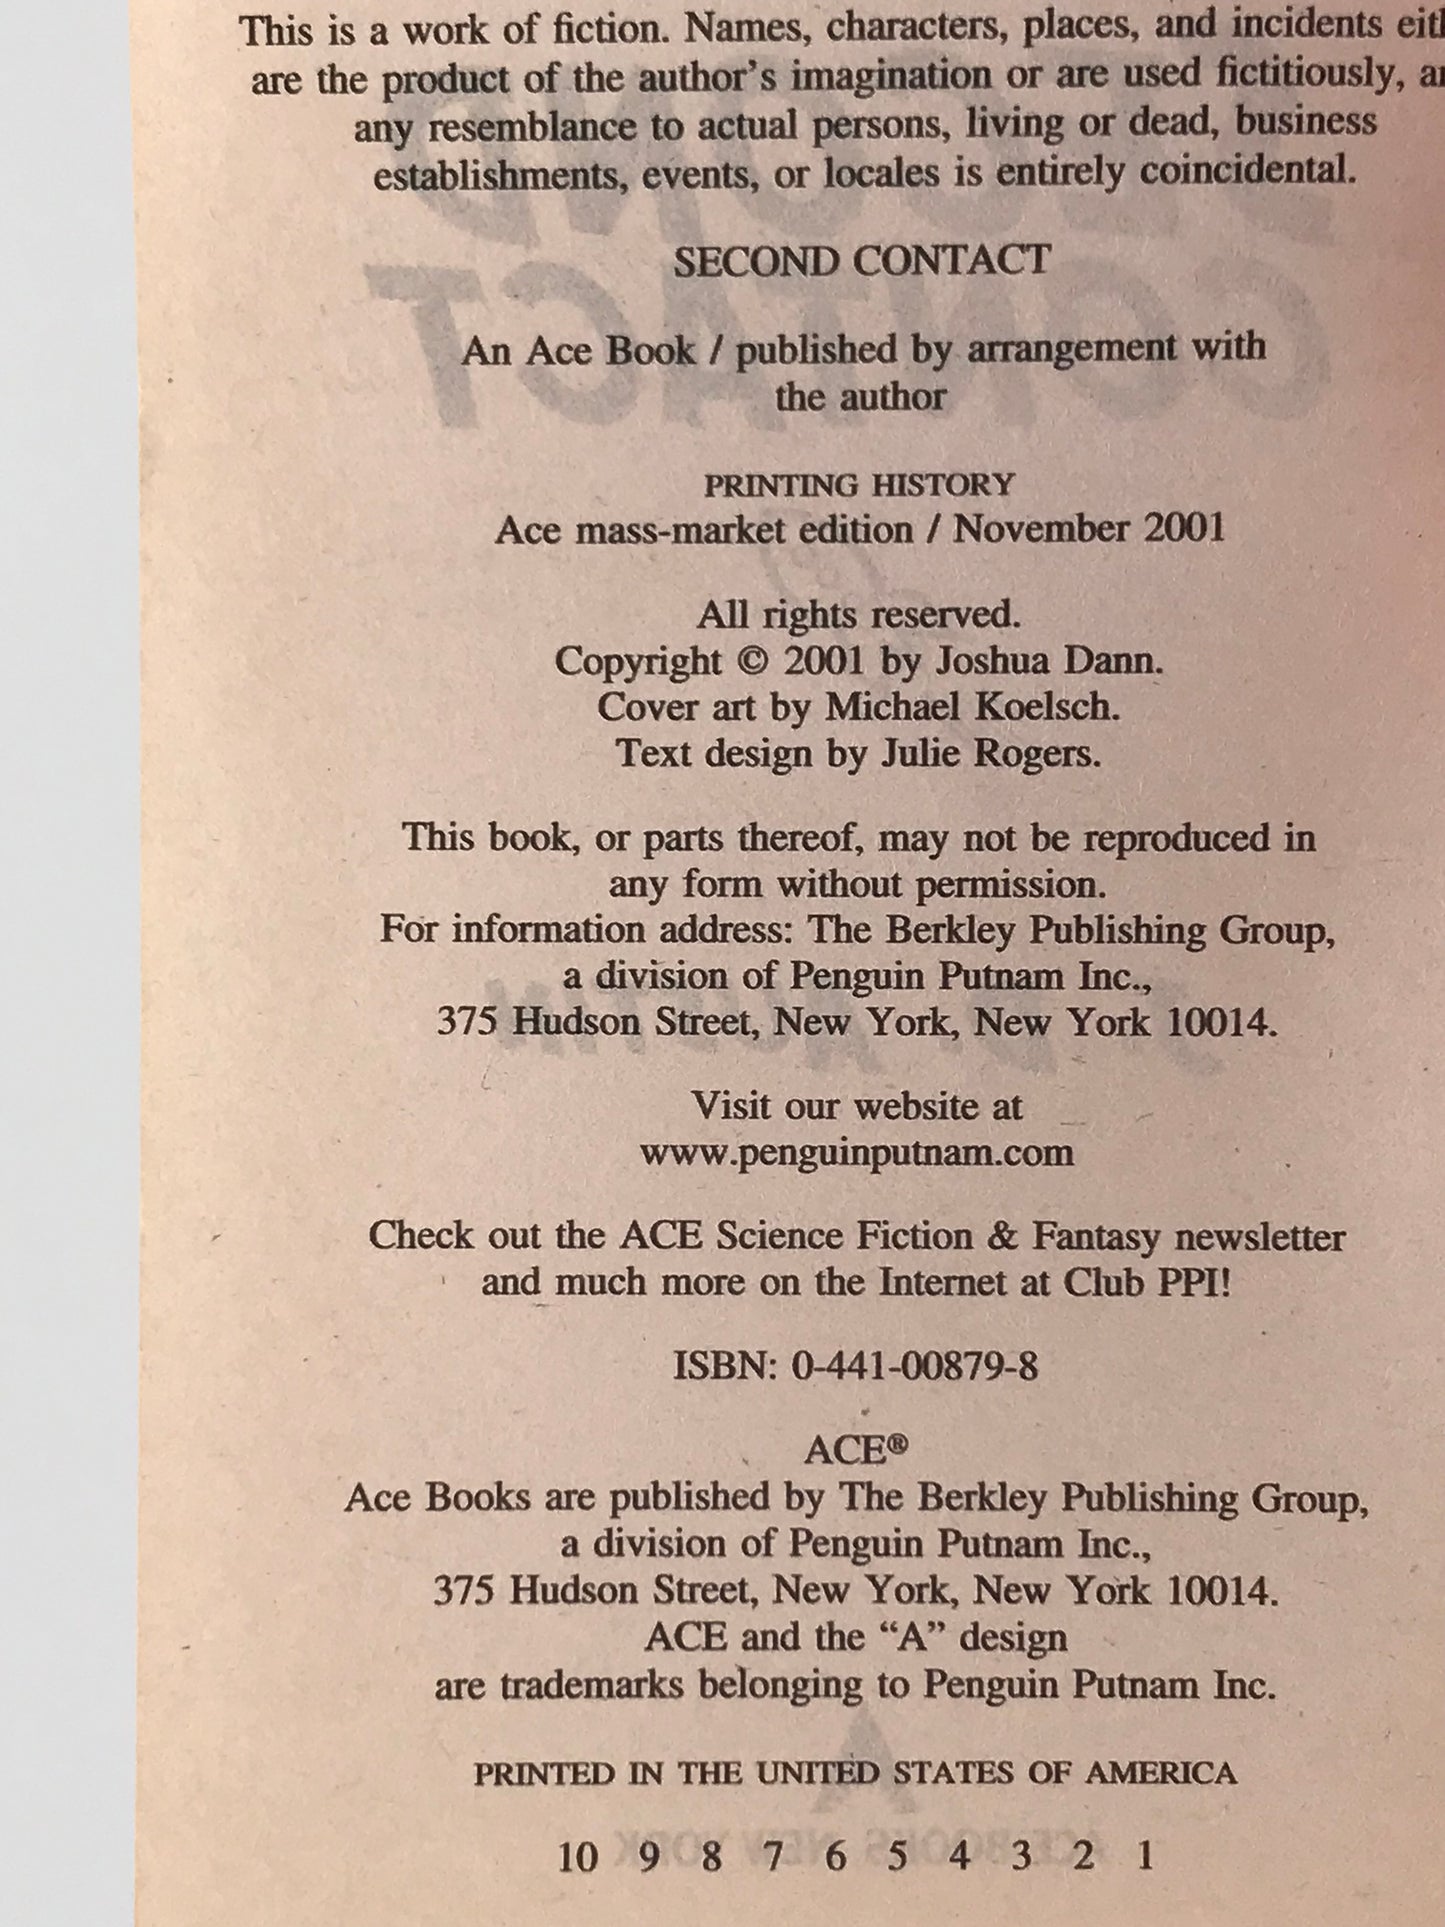 This is a work of fiction. Names, characters, places, and incidents
are the product of the author's imagination or are used fictitiously,
any resemblance to actual persons, living or dead, business
establishments, events, or locales is entirely coincidental.
SECOND CONTACT
An Ace Book / published by arrangement with
the author
PRINTING HISTORY
Ace mass-market edition / November 2001
All rights reserved.
Copyright © 2001 by Joshua Dann.
Cover art by Michael Koelsch.
Text design by Julie Rogers.
This book, or parts thereof, may not be reproduced in
any form without permission.
For information address: The Berkley Publishing Group,
a division of Penguin Putnam Inc.,
375 Hudson Street, New York, New York 10014.
Visit our website at
www.penguinputnam.com
Check out the ACE Science Fiction & Fantasy newsletter
and much more on the Internet at Club PPI!
ISBN: 0-441-00879-8
ACE®
Ace Books are published by The Berkley Publishing Group,
a division of Penguin Putnam Inc.,
375 Hudson Street, New York, New York 10014.
ACE and the “A” design
are trademarks belonging to Penguin Putnam Inc.
PRINTED IN THE UNITED STATES OF AMERICA
10 9 8 7 6 5 4 3 2 1